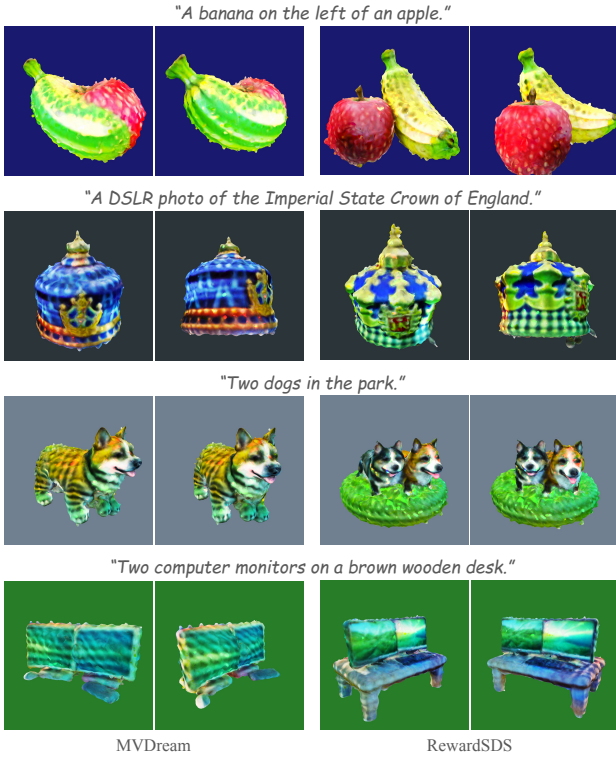 “A banana on the left of an apple.”
“A DSLR photo of the Imperial State Crown of England.”
“Two dogs in the park.”
“Two computer monitors on a brown wooden desk.”
MVDream
RewardSDS